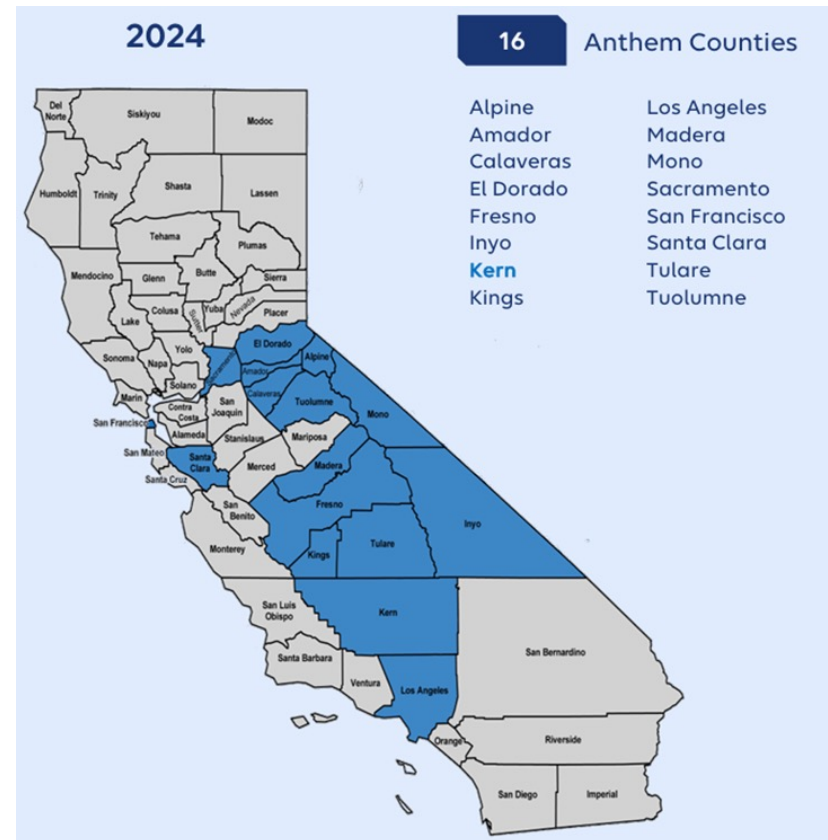 2024
16 Anthem Counties
Alpine
Amador
Calaveras
El Dorado
Fresno
Inyo
Kern
Kings
Los Angeles
Madera
Mono
Sacramento
San Francisco
Santa Clara
Tulare
Tuolumne
Del
Norte
Siskiyou
Modoc
Humboldt
Trinity
Shasta
Lassen
Tehama
Plumas
Mendocino
Glenn
Butte
Sierra
Lake
Colusa
Sutter
Yuba
Nevada
Placer
Sonoma
Napa
Yolo
Sacramento
El Dorado
Alpine
Amador
Solano
Calaveras
Marin
Contra
Costa
San
Joaquin
Tuolumne
Mono
San Francisco
Alameda
Stanislaus
Mariposa
San Mateo
Santa
Clara
Merced
Madera
Santa Cruz
San
Benito
Fresno
Inyo
Monterey
Kings
Tulare
San Luis
Obispo
Kern
Santa Barbara
San Bernardino
Ventura
Los Angeles
Orange
Riverside
San Diego
Imperial